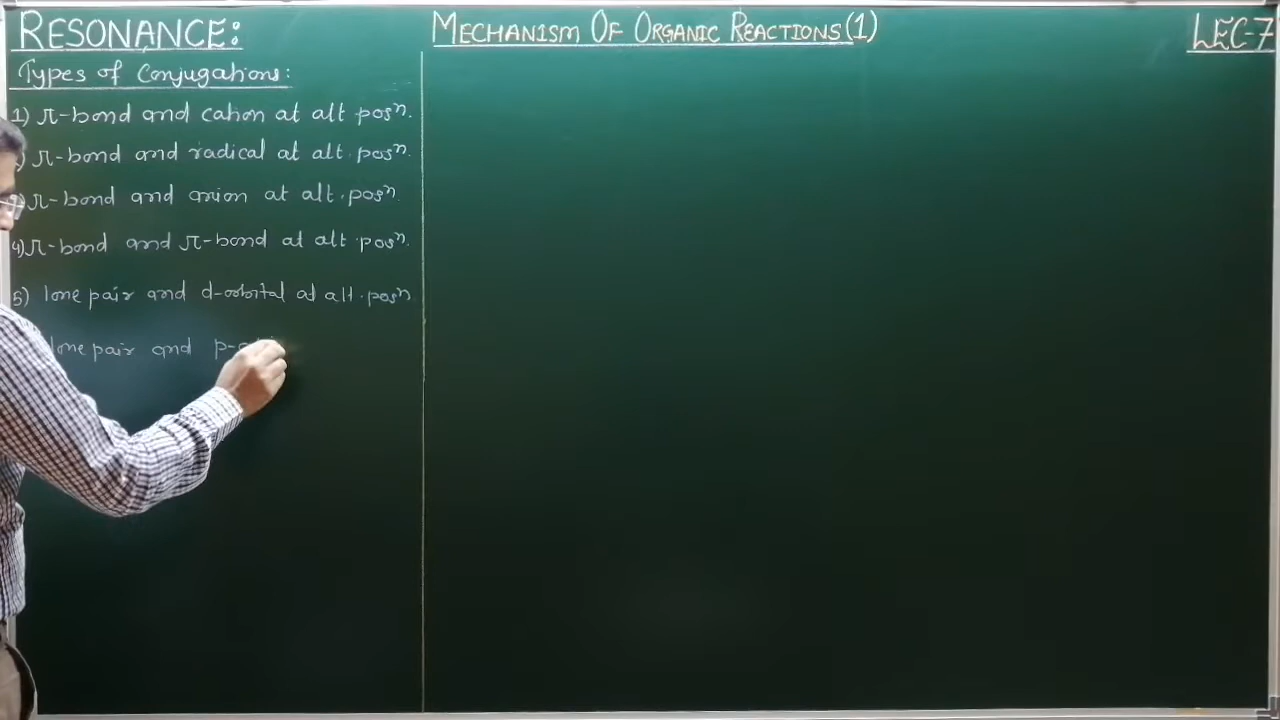 RESONANCE:
MECHANISM OF ORGANIC REACTIONS(1)
LEC-7
Types of Conjugations:
1) π-bond and cation at alt posⁿ.
) π-bond and radical at alt. posⁿ.
) π-bond and anion at alt. posⁿ.
4) π-bond and π-bond at alt. posⁿ.
5) lone pair and d-orbital at alt. posⁿ
lone pair and p-